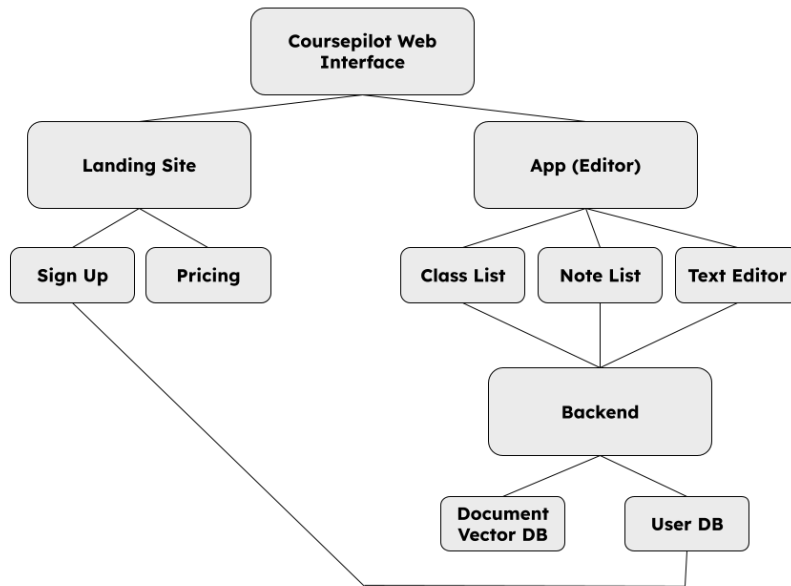 Coursepilot Web
Interface
Landing Site
App (Editor)
Sign Up
Pricing
Class List
Note List
Text Editor
Backend
Document
Vector DB
User DB